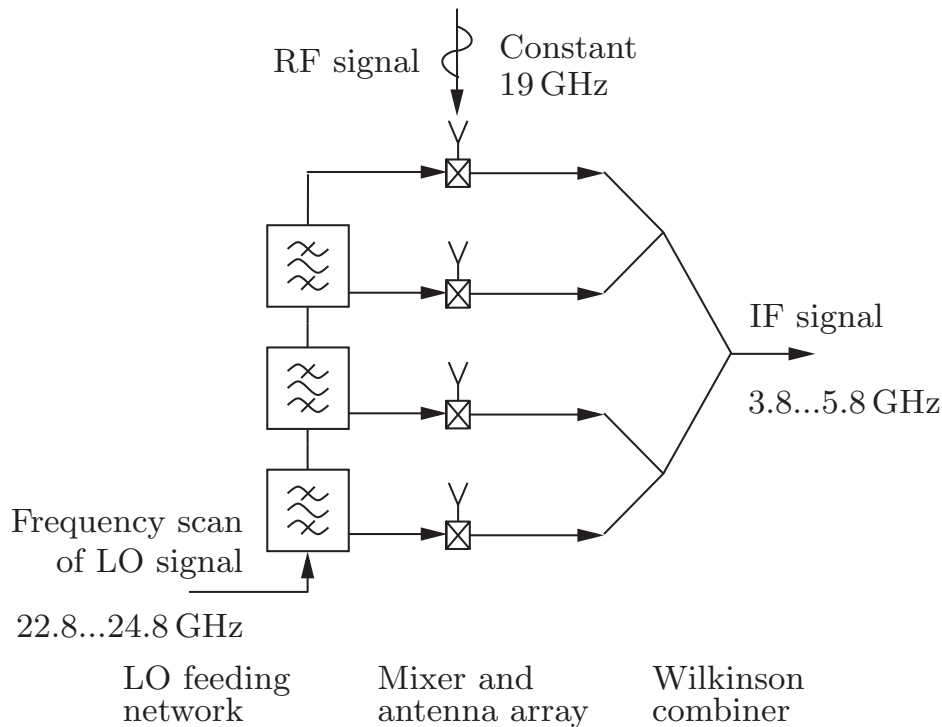 RF signal
Constant
19 GHz
IF signal
3.8...5.8 GHz
Frequency scan
of LO signal
22.8...24.8 GHz
LO feeding
network
Mixer and
antenna array
Wilkinson
combiner